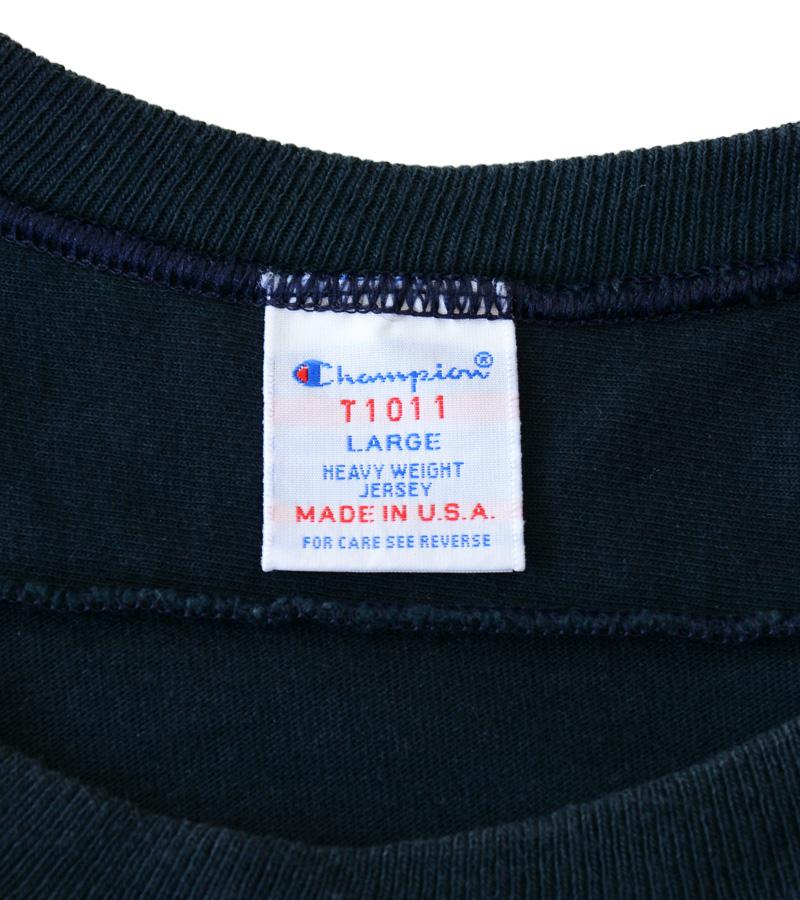 Champion®
T1011
LARGE
HEAVY WEIGHT
JERSEY
MADE IN U.S.A.
FOR CARE SEE REVERSE